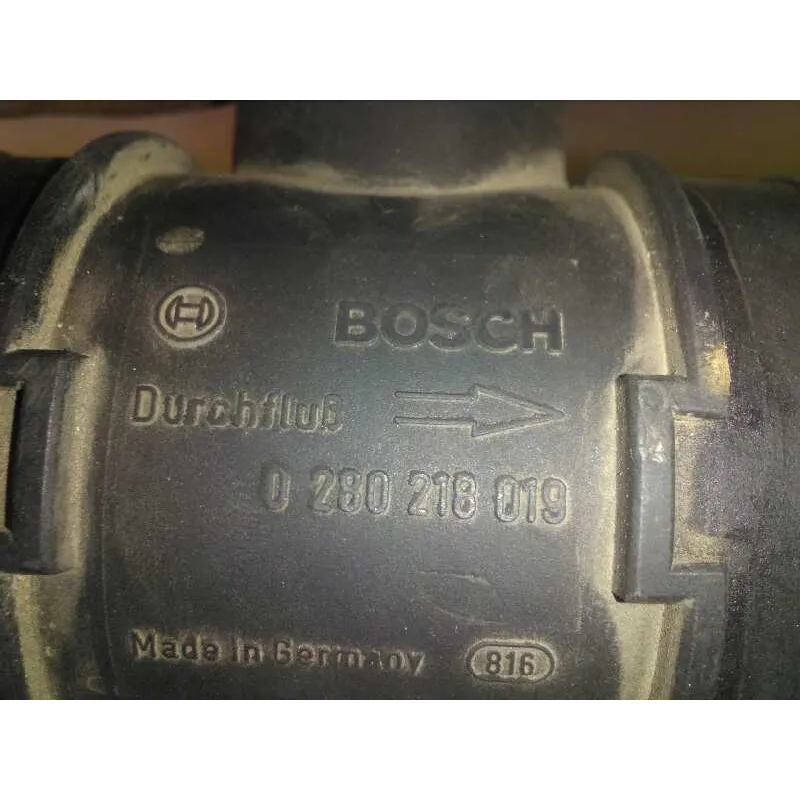 BOSCH
Durchfluß
0 280 218 019
Made in Germany 816